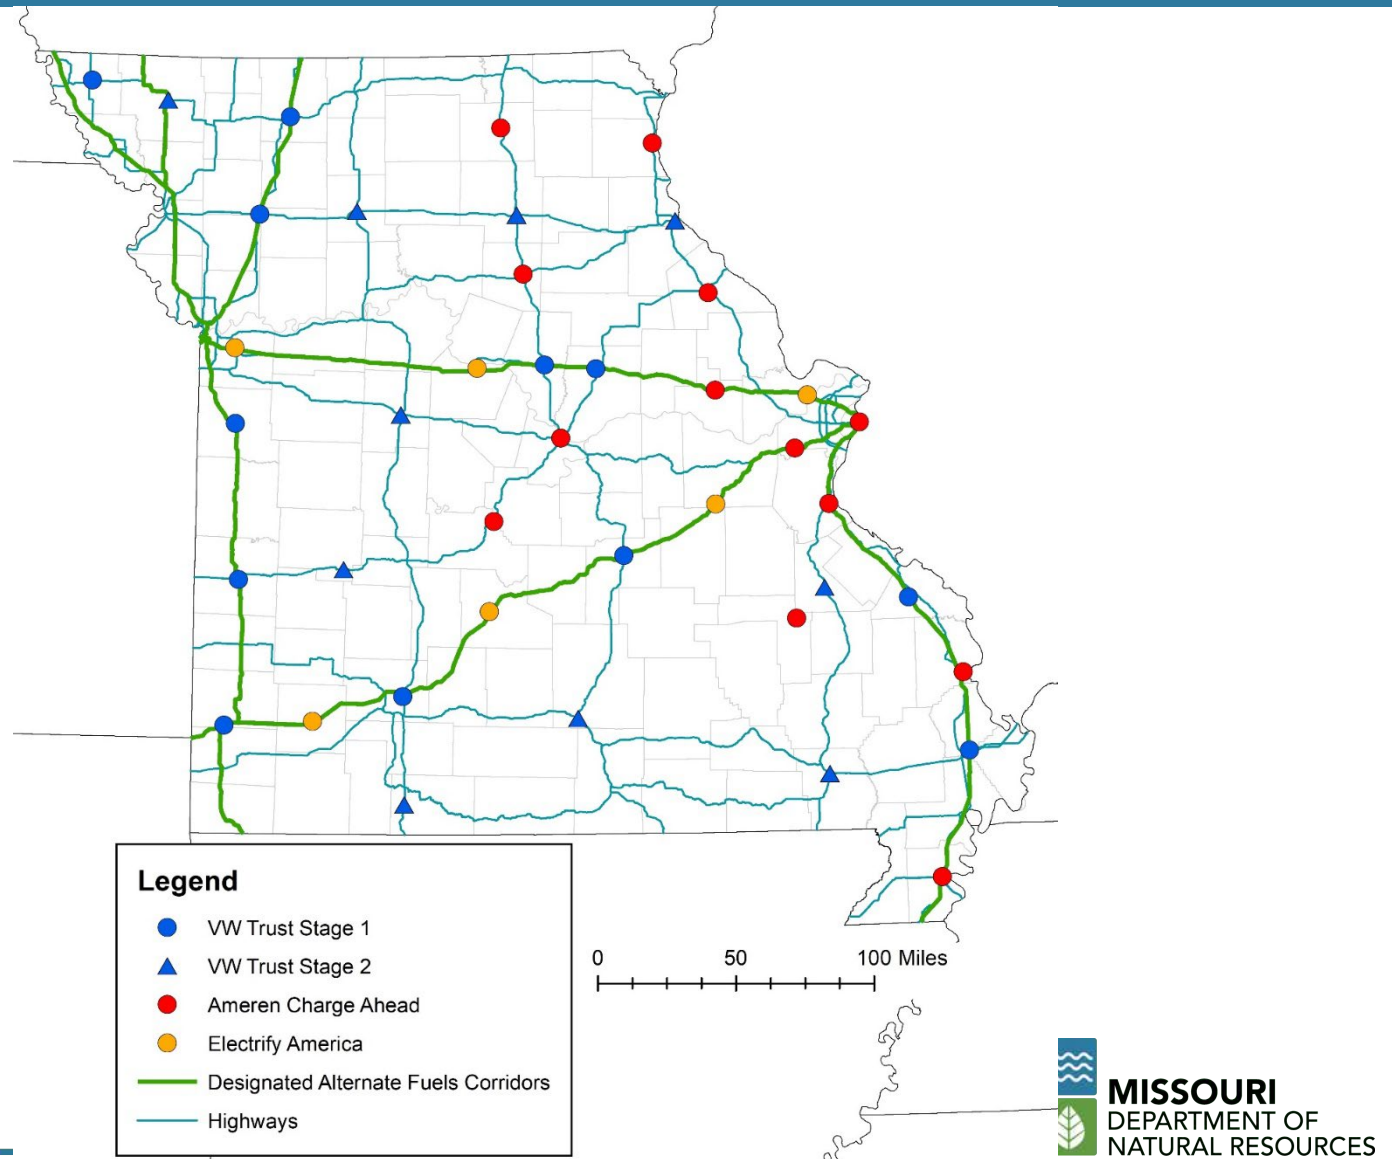 Legend
VW Trust Stage 1
VW Trust Stage 2
Ameren Charge Ahead
Electrify America
Designated Alternate Fuels Corridors
Highways
0 50 100 Miles
MISSOURI
DEPARTMENT OF
NATURAL RESOURCES